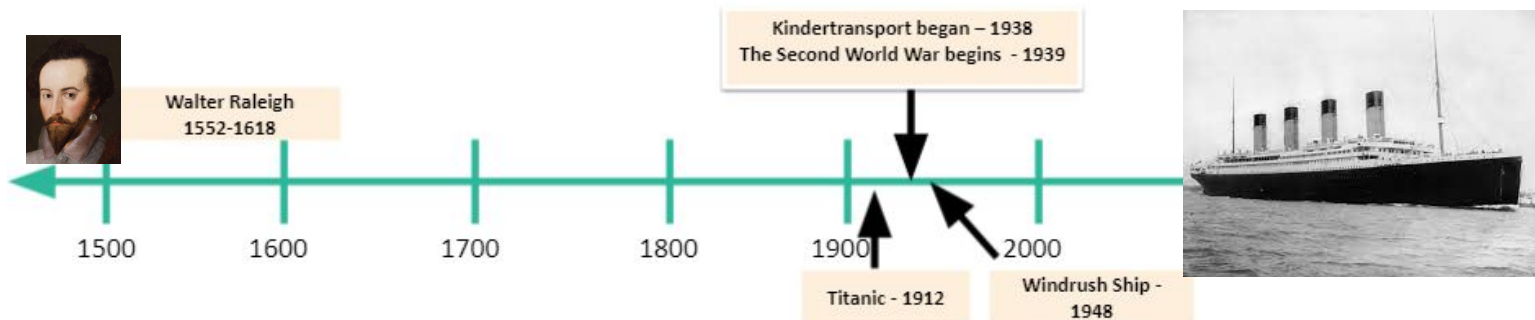 Kindertransport began – 1938
The Second World War begins - 1939
Walter Raleigh
1552-1618
1500
1600
1700
1800
1900
2000
Titanic - 1912
Windrush Ship -
1948